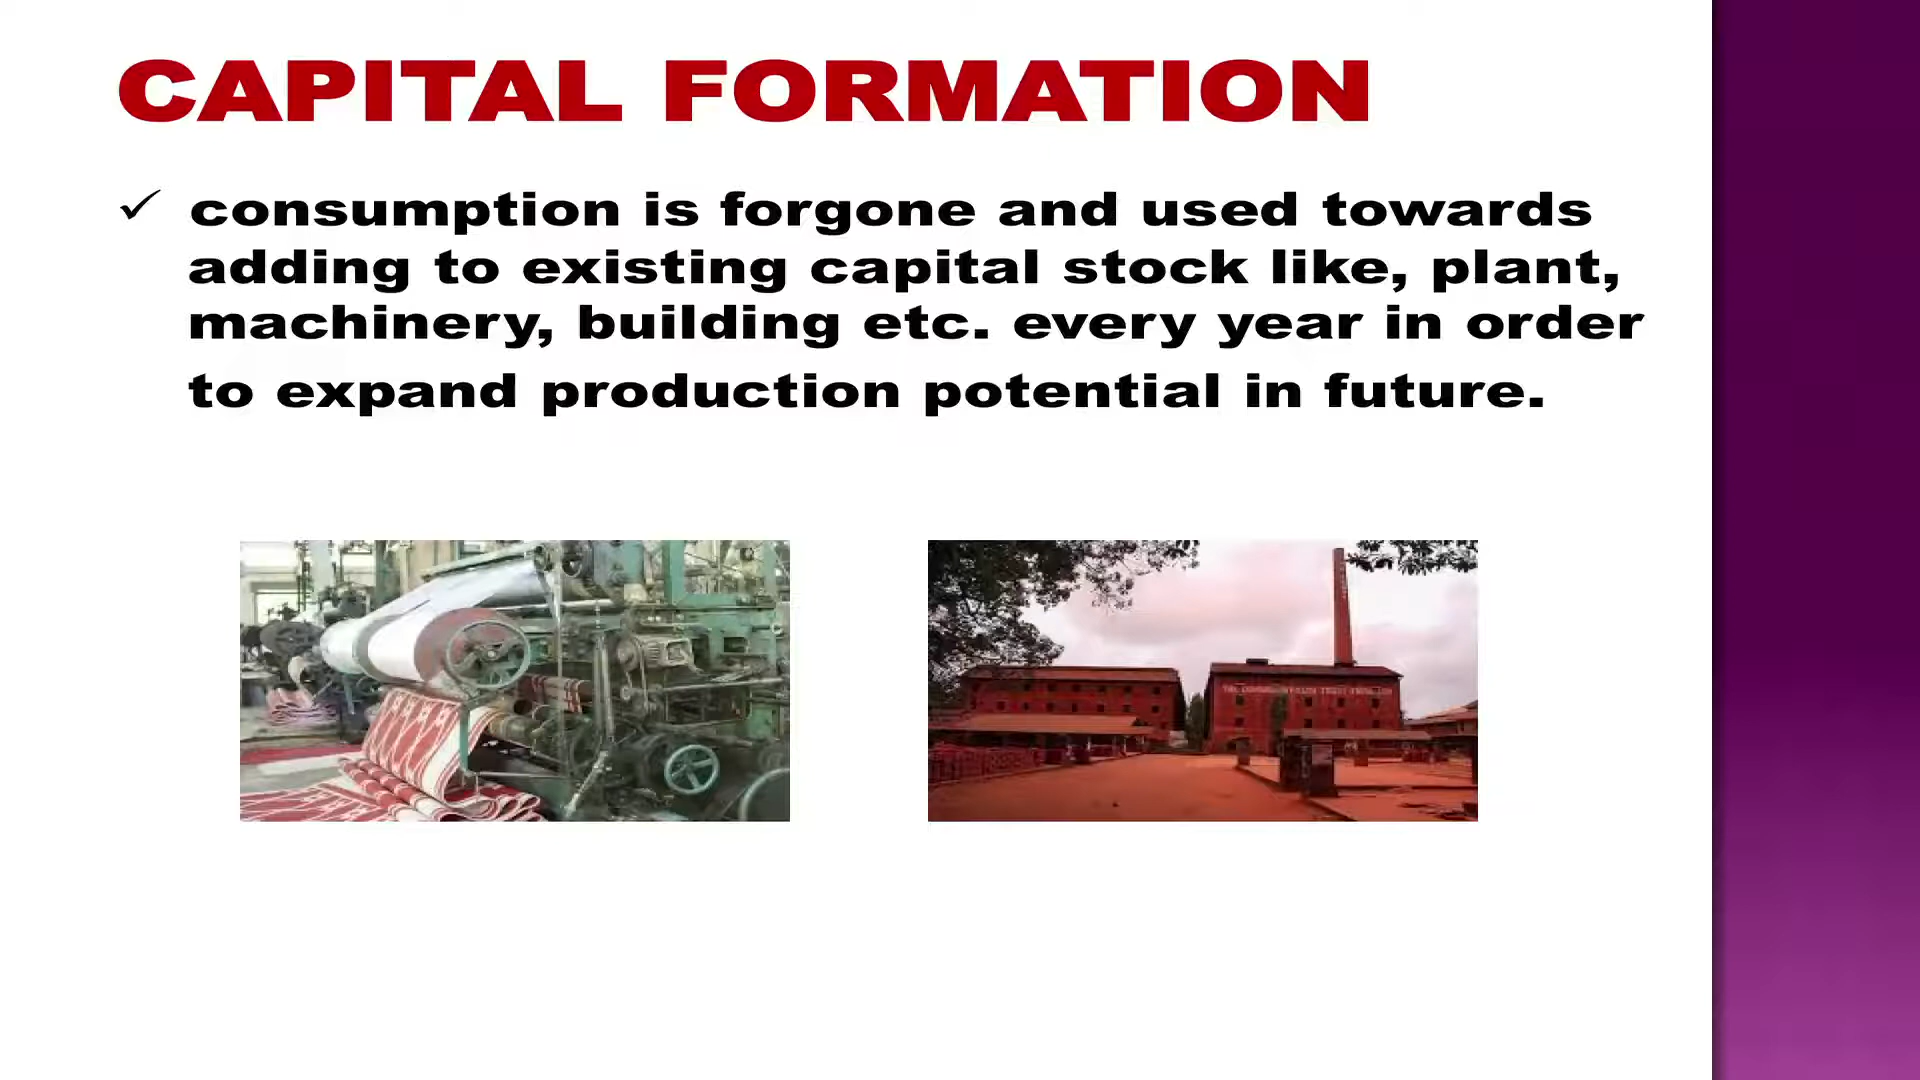 CAPITAL FORMATION
✓ consumption is forgone and used towards
adding to existing capital stock like, plant,
machinery, building etc. every year in order
to expand production potential in future.